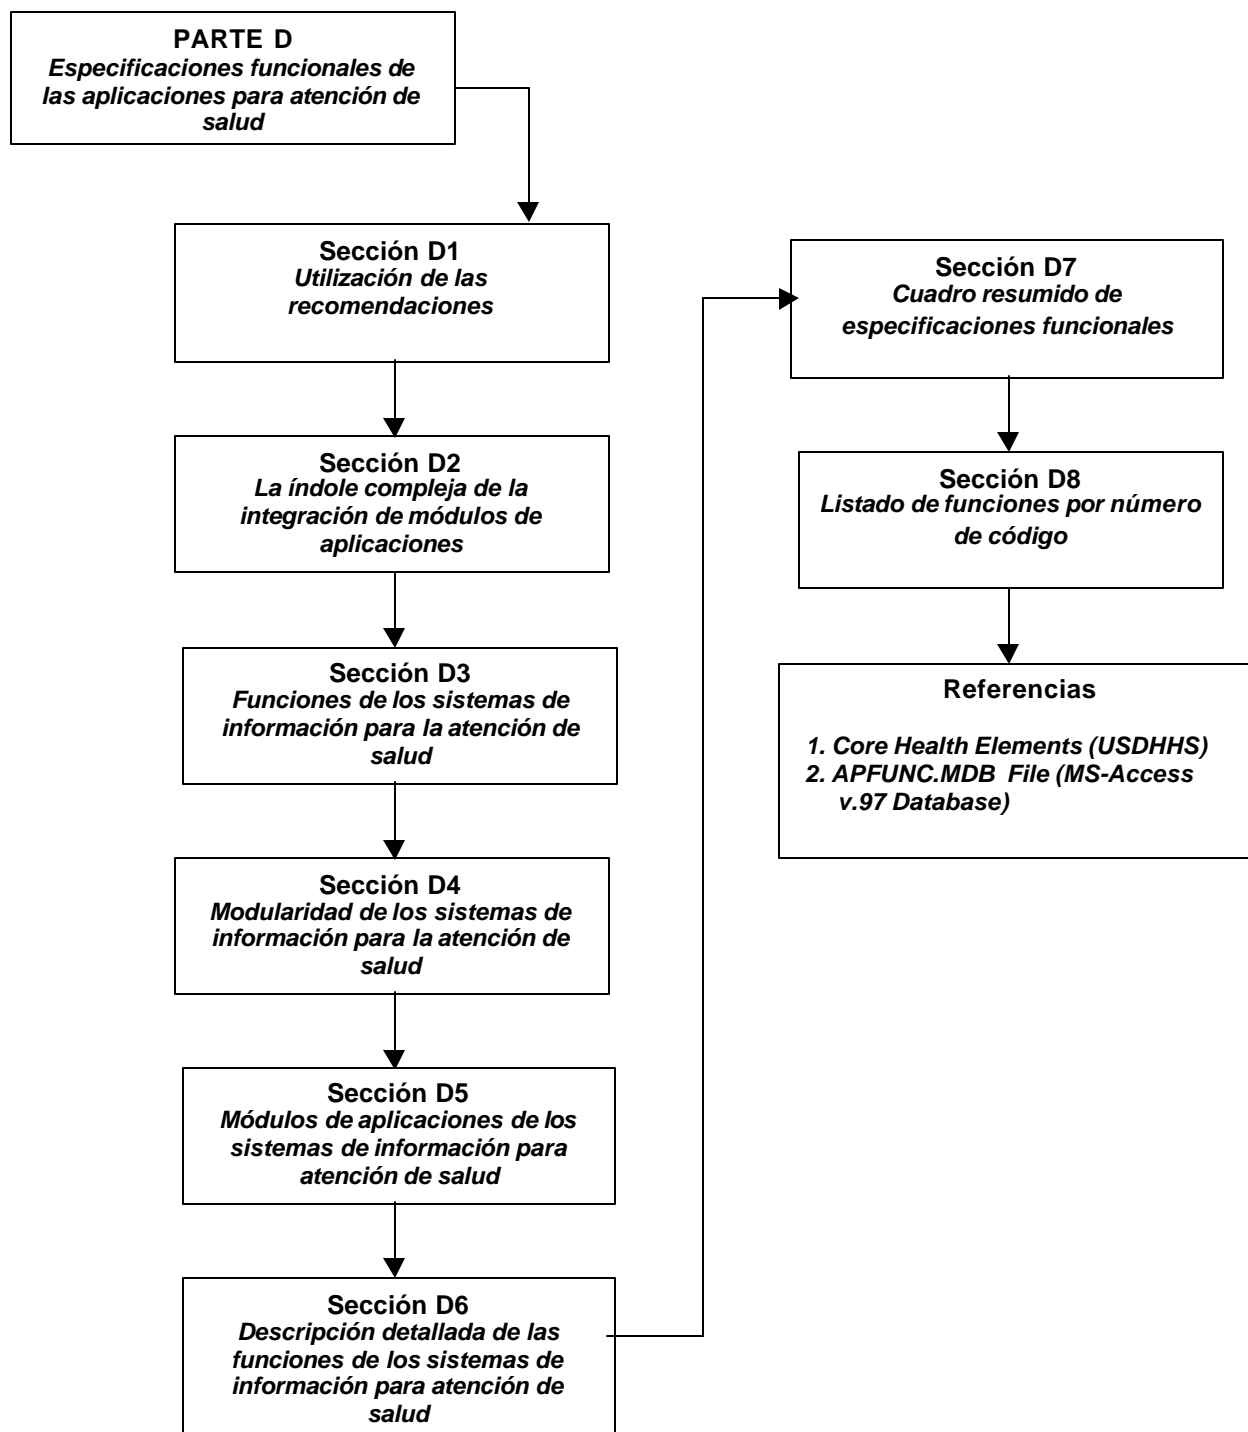 PARTE D
Especificaciones funcionales de
las aplicaciones para atención de
salud
Sección D1
Utilización de las
recomendaciones
Sección D2
La índole compleja de la
integración de módulos de
aplicaciones
Sección D3
Funciones de los sistemas de
información para la atención de
salud
Sección D4
Modularidad de los sistemas de
información para la atención de
salud
Sección D5
Módulos de aplicaciones de los
sistemas de información para
atención de salud
Sección D6
Descripción detallada de las
funciones de los sistemas de
información para atención de
salud
Sección D7
Cuadro resumido de
especificaciones funcionales
Sección D8
Listado de funciones por número
de código
Referencias
1. Core Health Elements (USDHHS)
2. APFUNC.MDB File (MS-Access
v.97 Database)